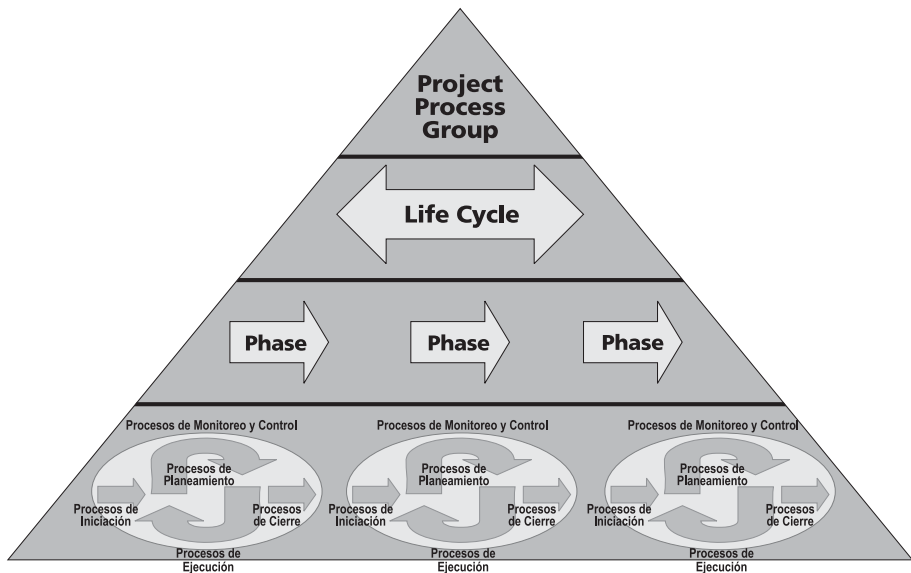 Project
Process
Group
Life Cycle
Phase
Phase
Phase
Procesos de Monitoreo y Control
Procesos de
Planeamiento
Procesos de
Iniciación
Procesos
de Cierre
Procesos de
Ejecución
Procesos de Monitoreo y Control
Procesos de
Planeamiento
Procesos de
Iniciación
Procesos
de Cierre
Procesos de
Ejecución
Procesos de Monitoreo y Control
Procesos de
Planeamiento
Procesos de
Iniciación
Procesos
de Cierre
Procesos de
Ejecución